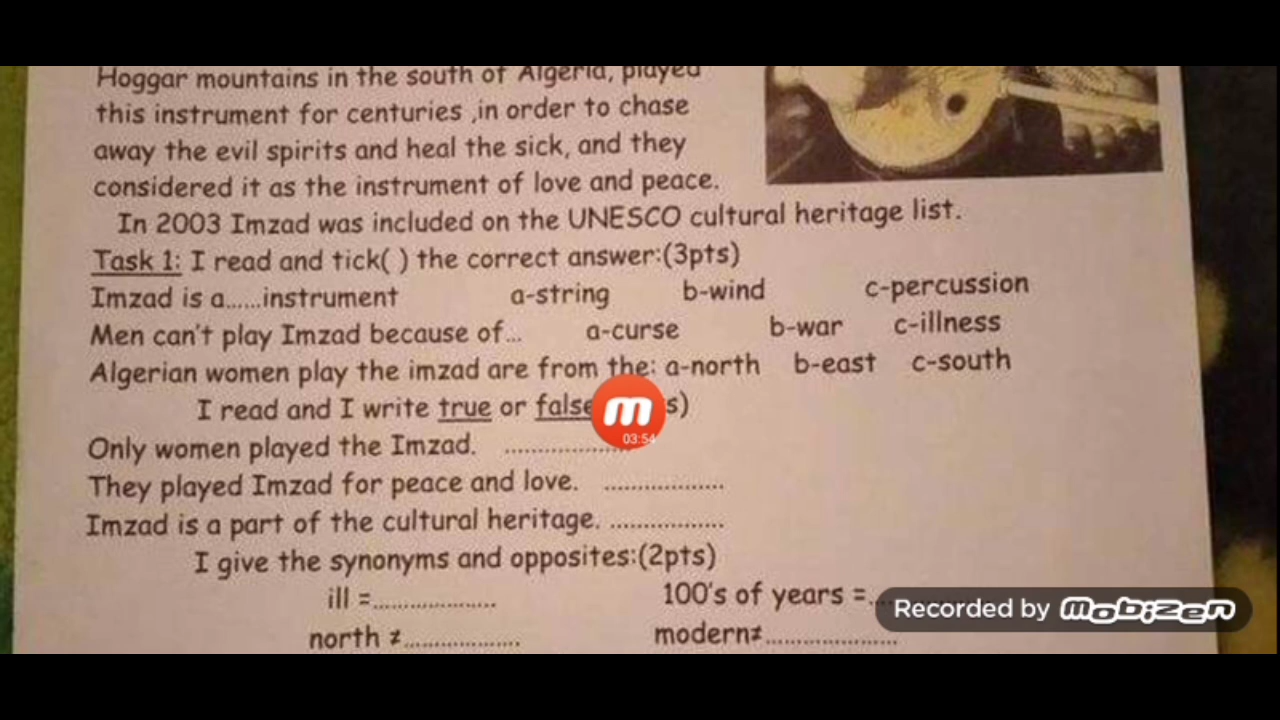 Hoggar mountains in the south of Algeria, played
this instrument for centuries ,in order to chase
away the evil spirits and heal the sick, and they
considered it as the instrument of love and peace.
In 2003 Imzad was included on the UNESCO cultural heritage list.
Task 1: I read and tick( ) the correct answer:(3pts)
Imzad is a......instrument a-string b-wind c-percussion
Men can't play Imzad because of... a-curse b-war c-illness
Algerian women play the imzad are from the: a-north b-east c-south
I read and I write true or false s)
03:54
Only women played the Imzad. ..................
They played Imzad for peace and love. ..................
Imzad is a part of the cultural heritage. ..................
I give the synonyms and opposites:(2pts)
ill =................... 100's of years =...
Recorded by mobizen
north ≠.................. modern≠....................